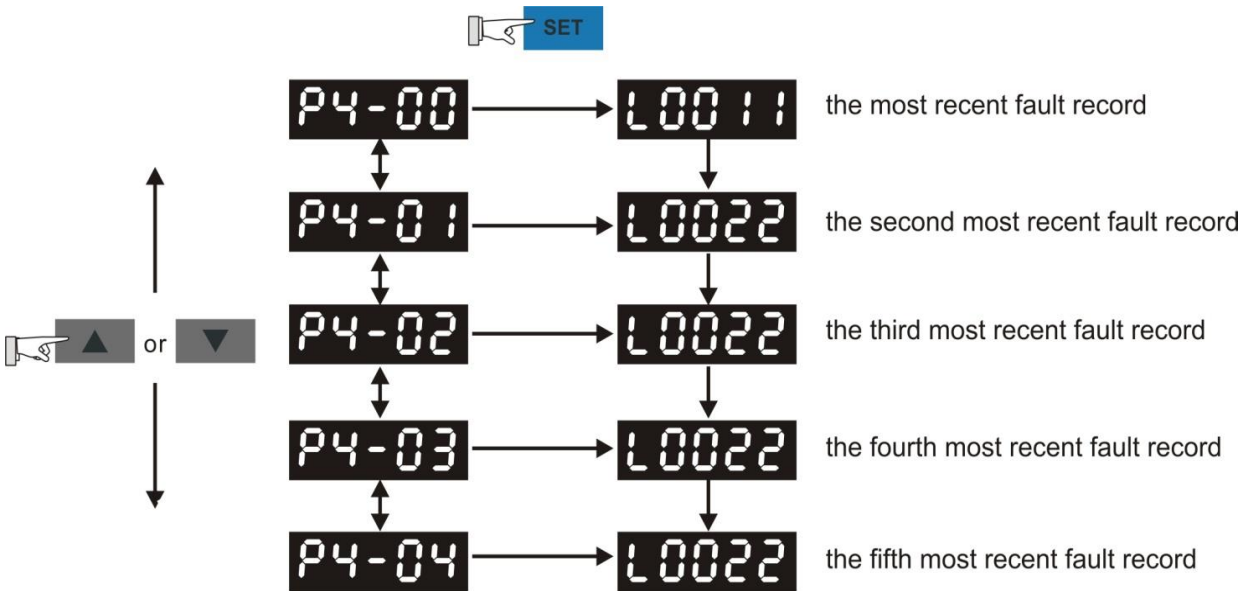 SET
P4-00 L0011 the most recent fault record
P4-01 L0022 the second most recent fault record
P4-02 L0022 the third most recent fault record
or
P4-03 L0022 the fourth most recent fault record
P4-04 L0022 the fifth most recent fault record